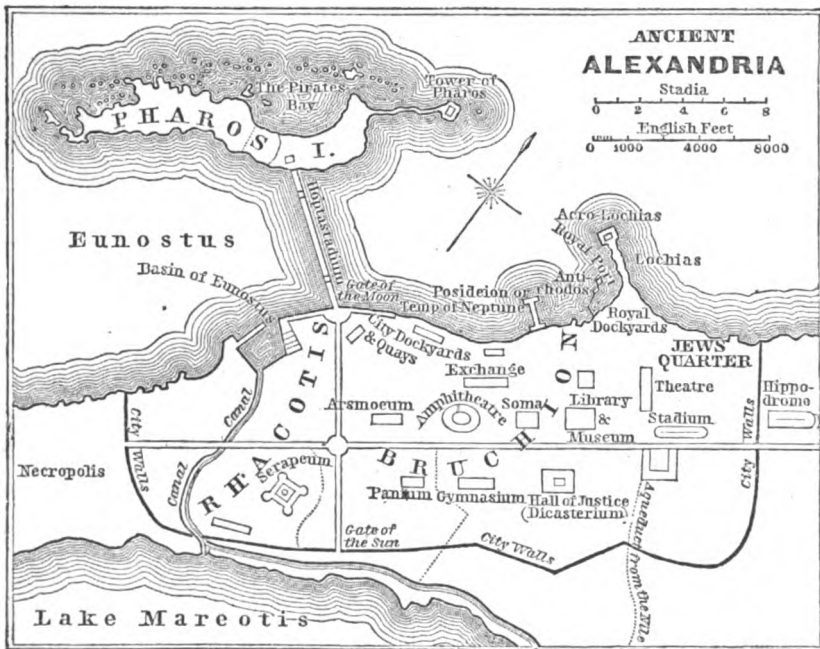 ANCIENT
ALEXANDRIA
Stadia
0 2 4 6 8
English Feet
0 1000 4000 8000
The Pirates
Bay
Tower of
Pharos
PHAROS I.
Heptastadium
Eunostus
Basin of Eunostus
Gate of
the Moon
Acro-Lochias
Royal Port
Lochias
Anti-
rhodos
Posideion or
Temp of Neptune
Royal
Dockyards
City Dockyards
& Quays
JEWS
QUARTER
Exchange
Theatre
Hippo-
drome
Arsinoeum
Amphitheatre
Soma
Library
&
Museum
Stadium
City Walls
Canal
City Walls
RHACOTIS
BRUCHION
Necropolis
Canal
Serapeum
Panium
Gymnasium
Hall of Justice
(Dicasterium)
Aqueduct from the Nile
Gate of
the Sun
City Walls
Lake Mareotis